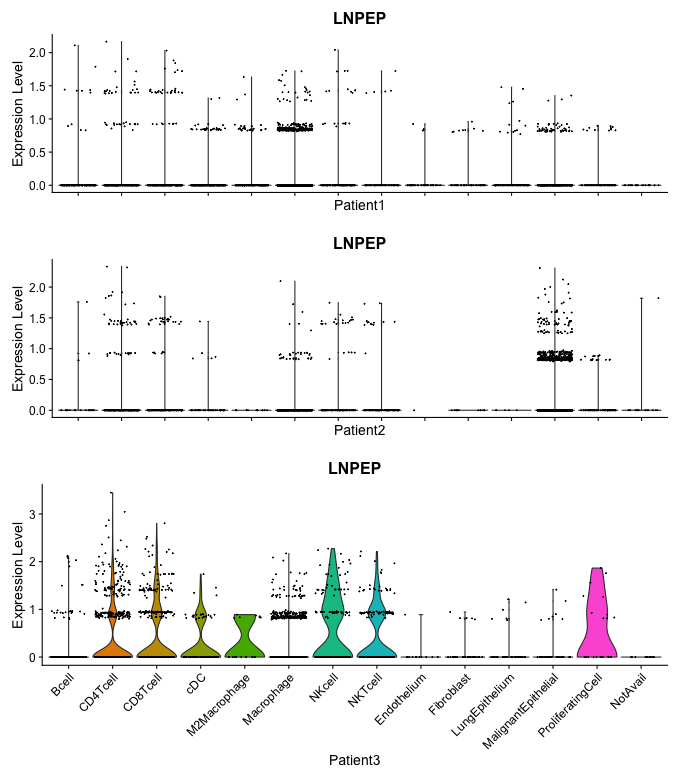 LNPEP
Expression Level
2.0
1.5
1.0
0.5
0.0
Patient1
LNPEP
Expression Level
2.0
1.5
1.0
0.5
0.0
Patient2
LNPEP
Expression Level
3
2
1
0
Bcell
CD4Tcell
CD8Tcell
cDC
M2Macrophage
Macrophage
NKcell
NKTcell
Endothelium
Fibroblast
LungEpithelium
MalignantEpithelial
ProliferatingCell
NotAvail
Patient3